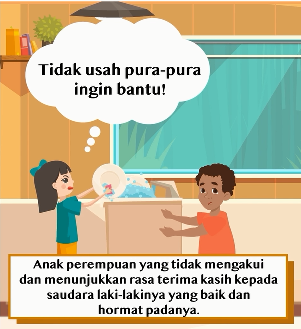 Tidak usah pura-pura
ingin bantu!
Anak perempuan yang tidak mengakui
dan menunjukkan rasa terima kasih kepada
saudara laki-lakinya yang baik dan
hormat padanya.